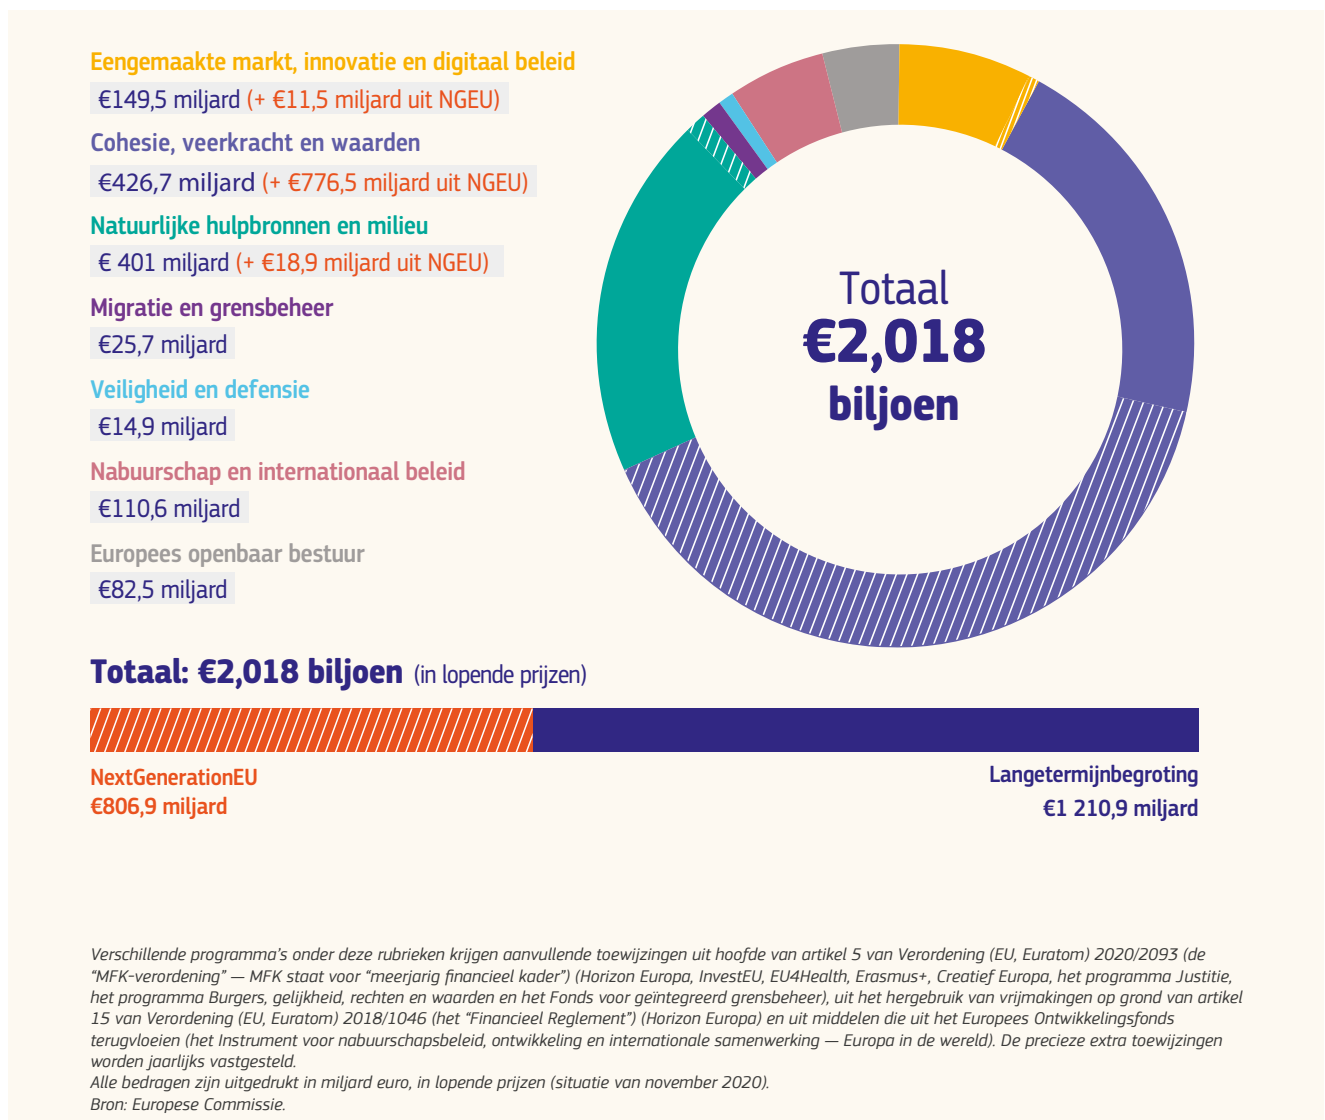 Eengemaakte markt, innovatie en digitaal beleid
€149,5 miljard (+ €11,5 miljard uit NGEU)
Cohesie, veerkracht en waarden
€426,7 miljard (+ €776,5 miljard uit NGEU)
Natuurlijke hulpbronnen en milieu
€ 401 miljard (+ €18,9 miljard uit NGEU)
Migratie en grensbeheer
€25,7 miljard
Veiligheid en defensie
€14,9 miljard
Nabuurschap en internationaal beleid
€110,6 miljard
Europees openbaar bestuur
€82,5 miljard
Totaal
€2,018
biljoen
Totaal: €2,018 biljoen (in lopende prijzen)
NextGenerationEU
€806,9 miljard
Langetermijnbegroting
€1 210,9 miljard
Verschillende programma’s onder deze rubrieken krijgen aanvullende toewijzingen uit hoofde van artikel 5 van Verordening (EU, Euratom) 2020/2093 (de
“MFK-verordening” — MFK staat voor “meerjarig financieel kader”) (Horizon Europa, InvestEU, EU4Health, Erasmus+, Creatief Europa, het programma Justitie,
het programma Burgers, gelijkheid, rechten en waarden en het Fonds voor geïntegreerd grensbeheer), uit het hergebruik van vrijmakingen op grond van artikel
15 van Verordening (EU, Euratom) 2018/1046 (het “Financieel Reglement”) (Horizon Europa) en uit middelen die uit het Europees Ontwikkelingsfonds
terugvloeien (het Instrument voor nabuurschapsbeleid, ontwikkeling en internationale samenwerking — Europa in de wereld). De precieze extra toewijzingen
worden jaarlijks vastgesteld.
Alle bedragen zijn uitgedrukt in miljard euro, in lopende prijzen (situatie van november 2020).
Bron: Europese Commissie.